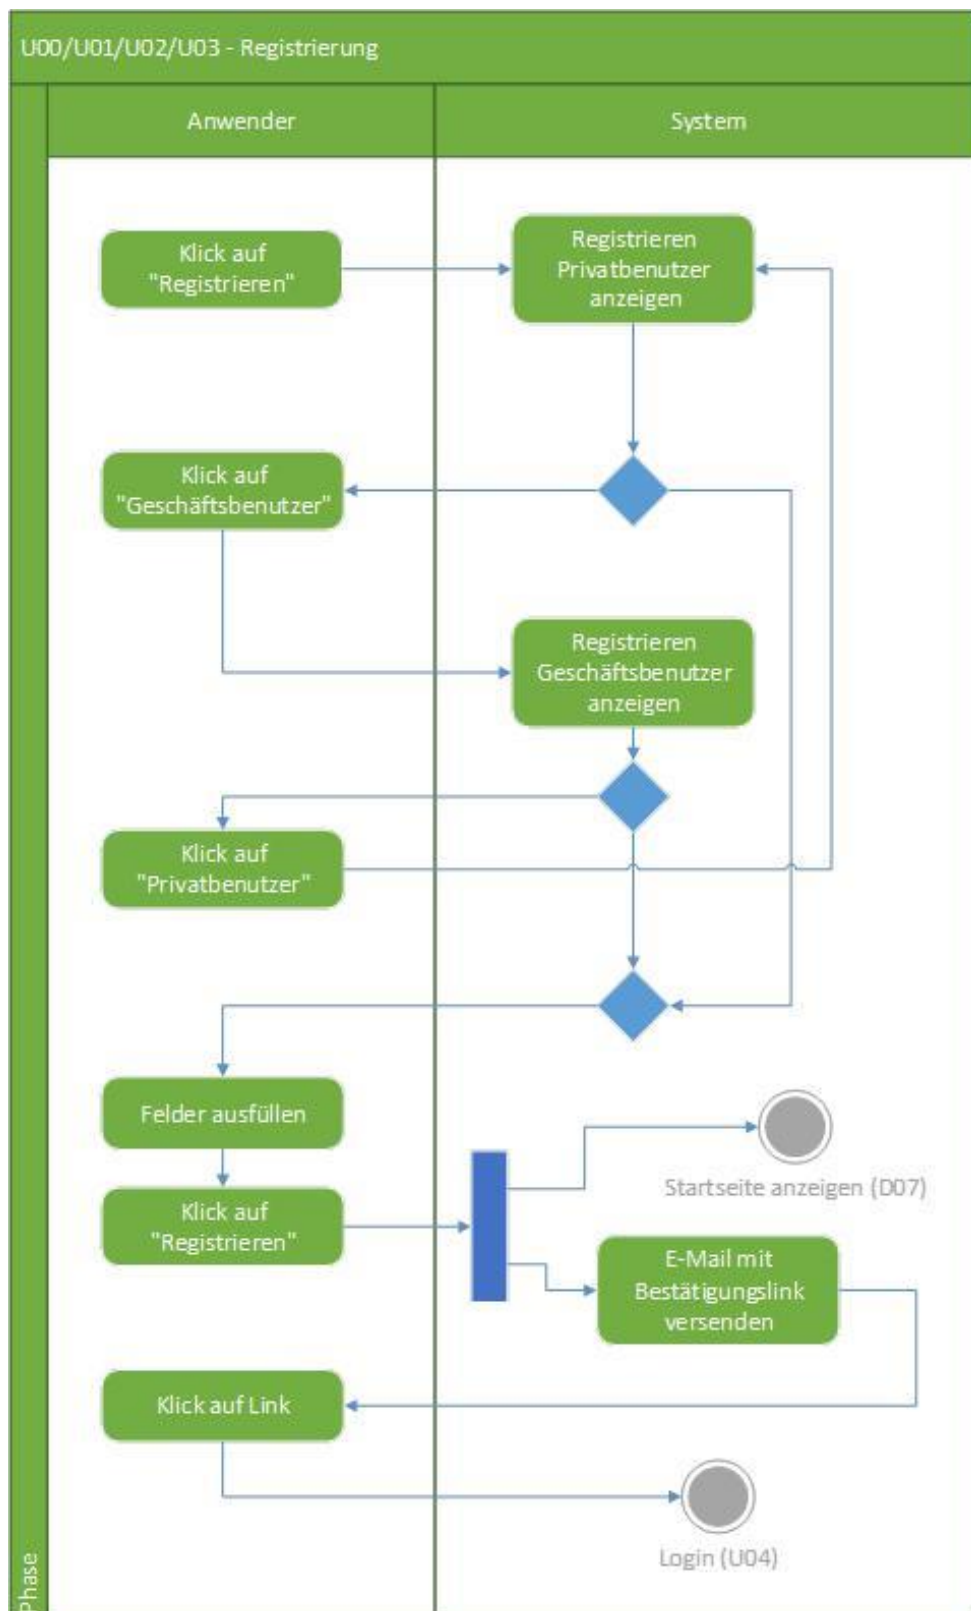 U00/U01/U02/U03 - Registrierung
Anwender
System
Klick auf
"Registrieren"
Registrieren
Privatbenutzer
anzeigen
Klick auf
"Geschäftsbenutzer"
Registrieren
Geschäftsbenutzer
anzeigen
Klick auf
"Privatbenutzer"
Felder ausfüllen
Startseite anzeigen (D07)
Klick auf
"Registrieren"
E-Mail mit
Bestätigungslink
versenden
Klick auf Link
Login (U04)
Phase